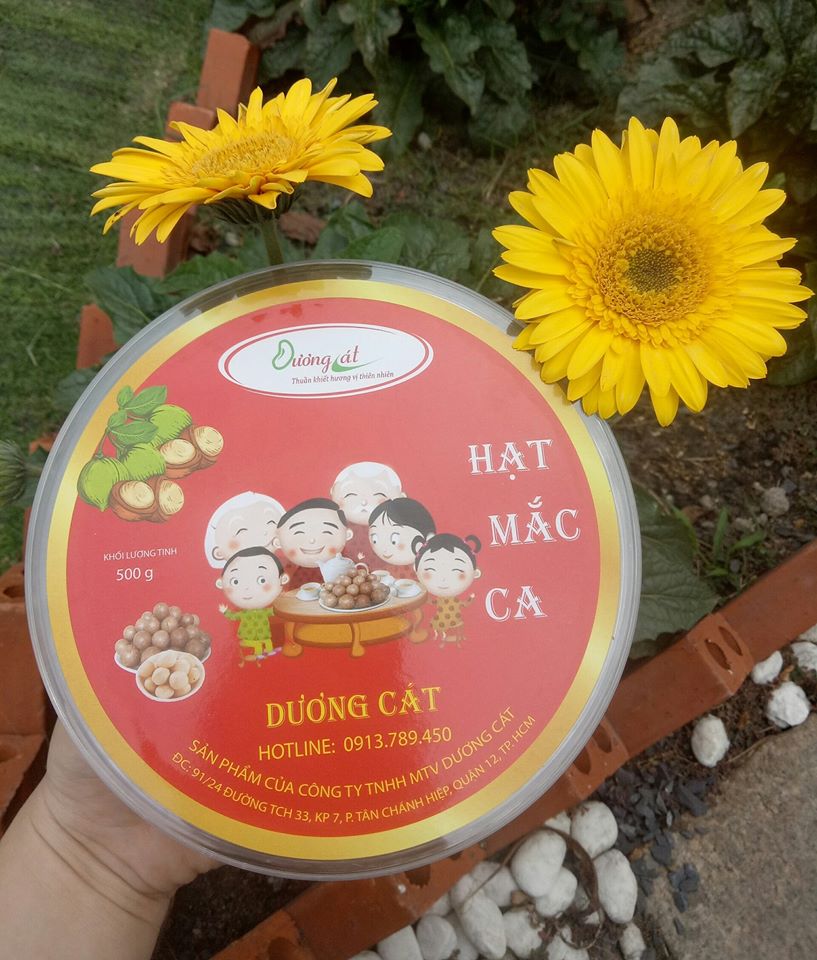 Dương Cát
Thuần khiết hương vị thiên nhiên
HẠT
MẮC
CA
KHỐI LƯỢNG TỊNH
500 g
DƯƠNG CÁT
HOTLINE: 0913.789.450
SẢN PHẨM CỦA CÔNG TY TNHH MTV DƯƠNG CÁT
ĐC: 91/24 ĐƯỜNG TCH 33, KP 7, P. TÂN CHÁNH HIỆP, QUẬN 12, TP. HCM